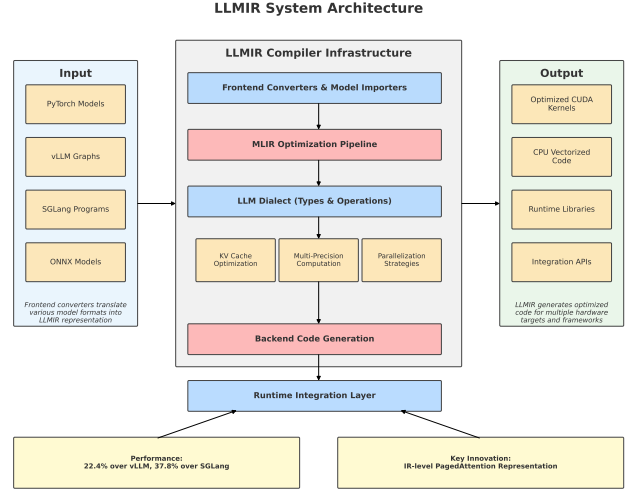 LLMIR System Architecture
Input
PyTorch Models
vLLM Graphs
SGLang Programs
ONNX Models
Frontend converters translate
various model formats into
LLMIR representation
LLMIR Compiler Infrastructure
Frontend Converters & Model Importers
MLIR Optimization Pipeline
LLM Dialect (Types & Operations)
KV Cache
Optimization
Multi-Precision
Computation
Parallelization
Strategies
Backend Code Generation
Runtime Integration Layer
Output
Optimized CUDA
Kernels
CPU Vectorized
Code
Runtime Libraries
Integration APIs
LLMIR generates optimized
code for multiple hardware
targets and frameworks
Performance:
22.4% over vLLM, 37.8% over SGLang
Key Innovation:
IR-level PagedAttention Representation